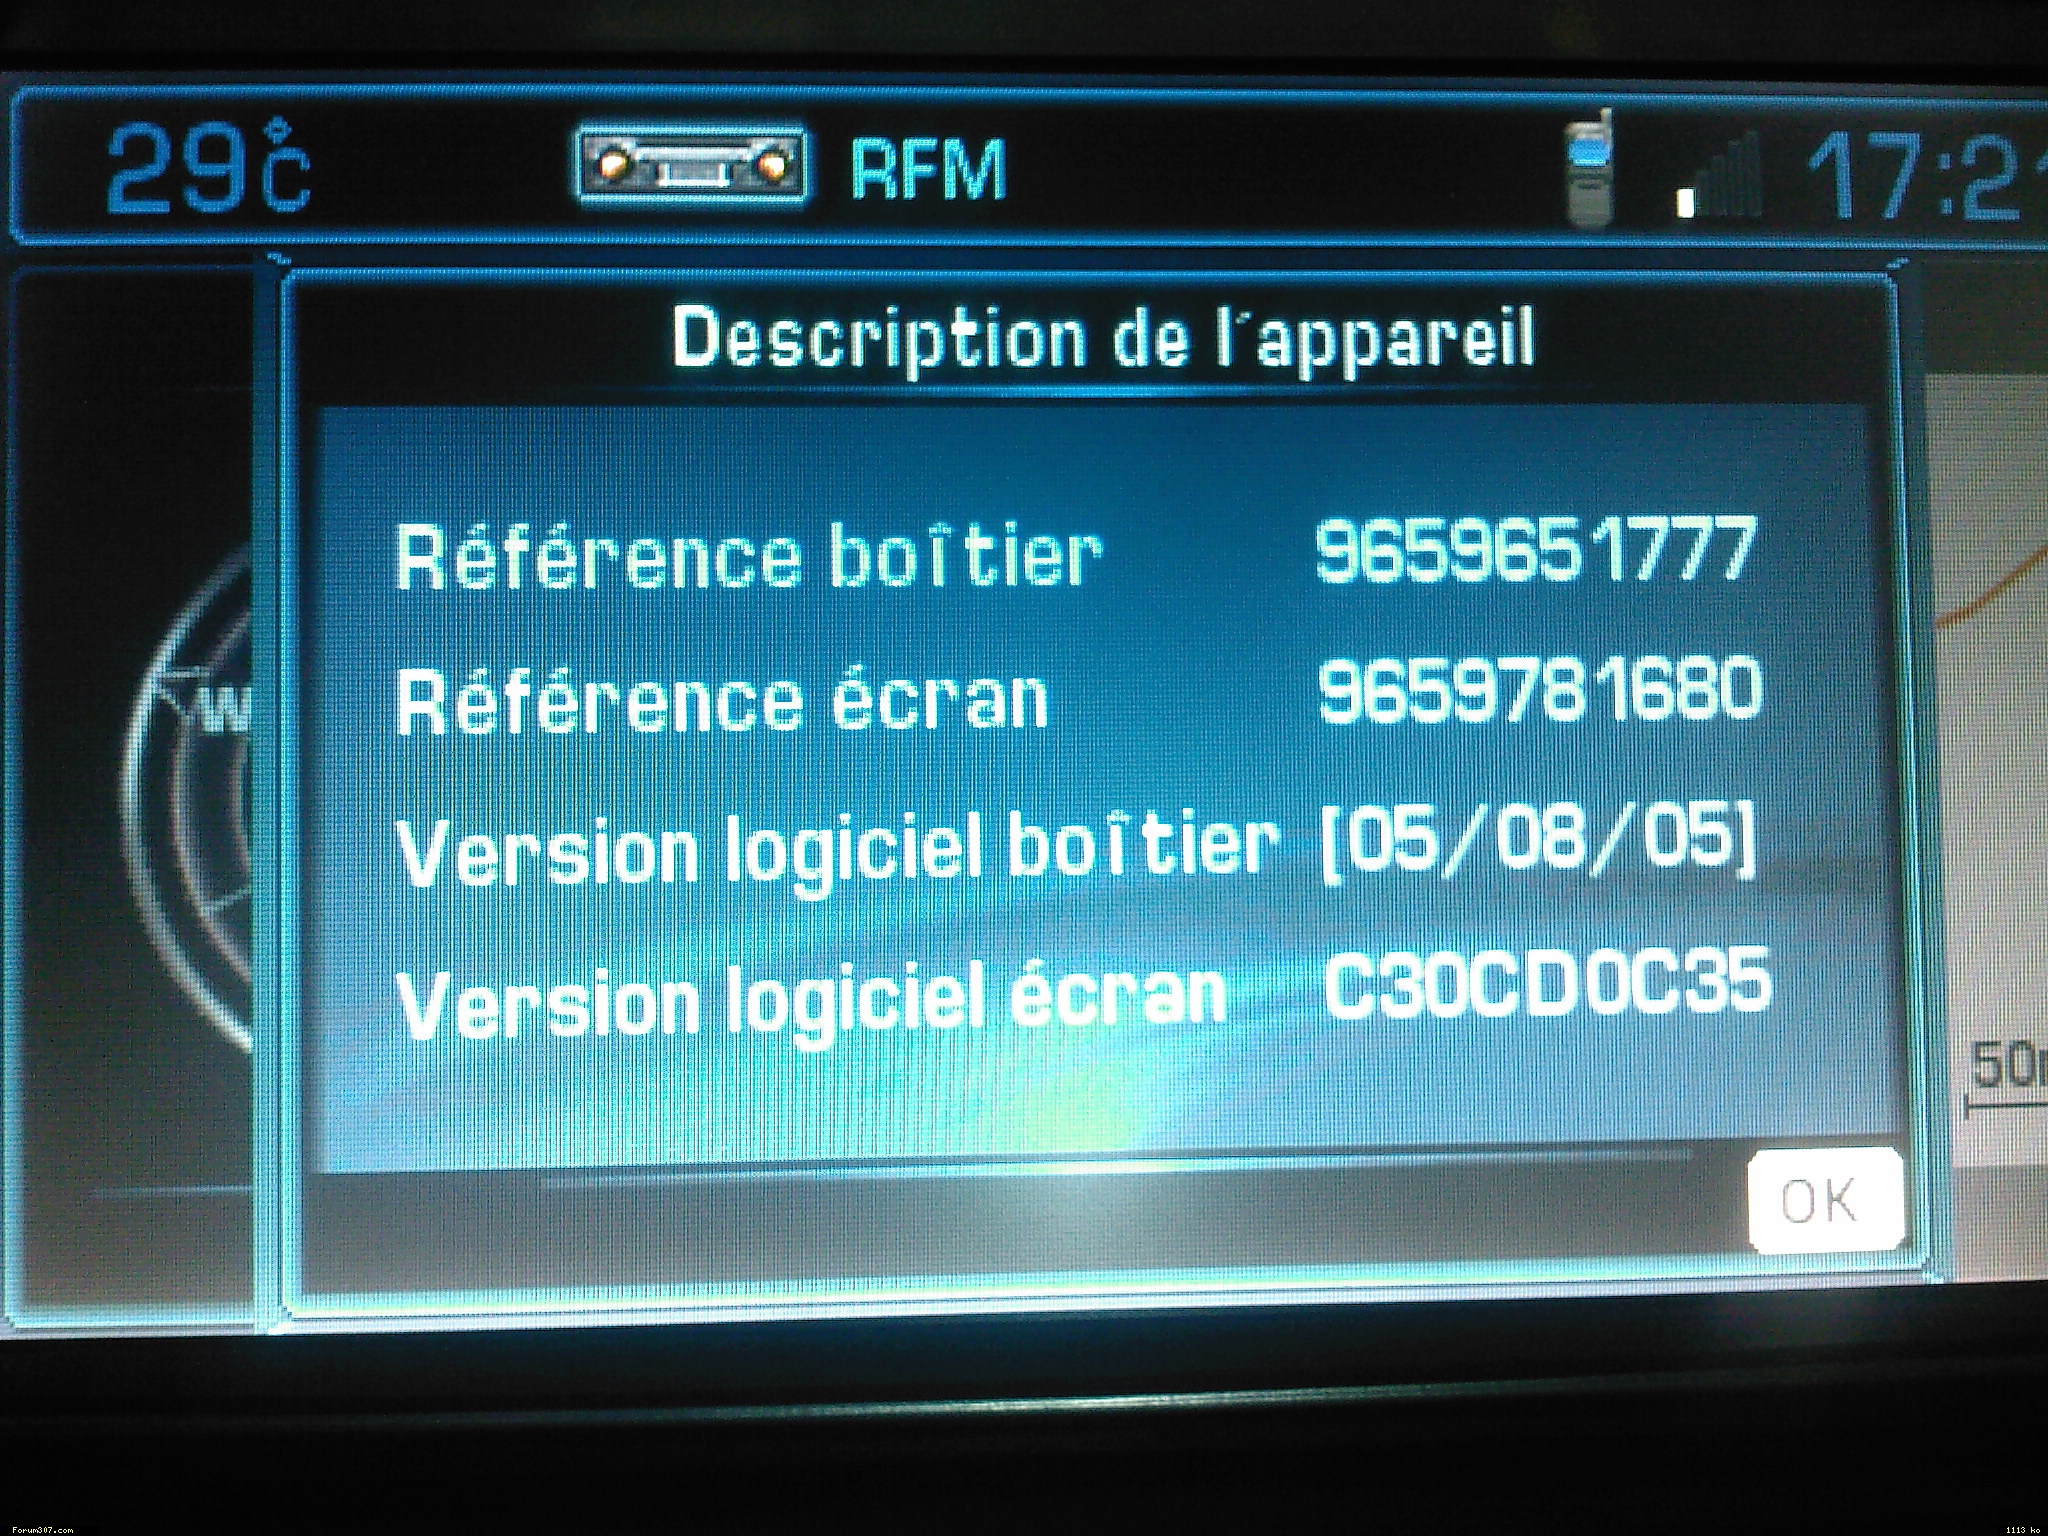 29°C RFM 17:2
Description de l'appareil
Référence boîtier 9659651777
Référence écran 9659781680
W
Version logiciel boîtier [05/08/05]
Version logiciel écran C30CD0C35
50
OK
Forum307.com 1113 ko